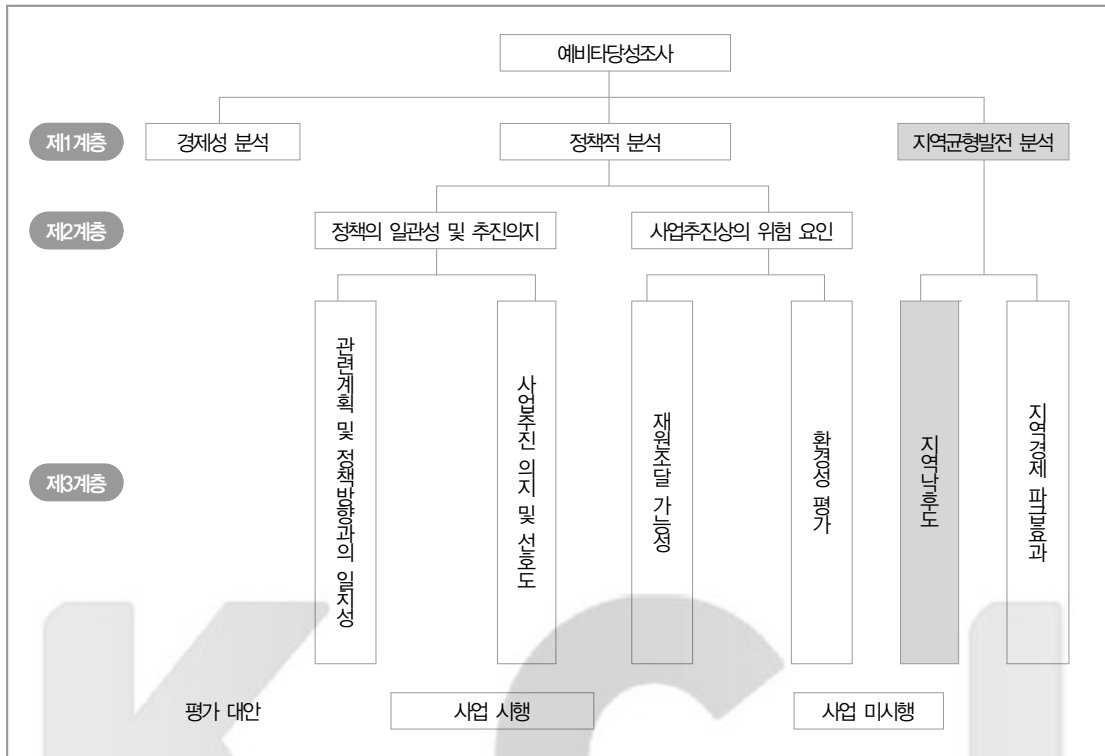 예비타당성조사
제1계층
경제성 분석
정책적 분석
지역균형발전 분석
제2계층
정책의 일관성 및 추진의지
사업추진상의 위험 요인
제3계층
관련계획 및 정책방향과의 일치성
사업추진 의지 및 선호도
재원조달 가능성
환경성 평가
지역낙후도
지역경제 파급효과
평가 대안
사업 시행
사업 미시행
KCI